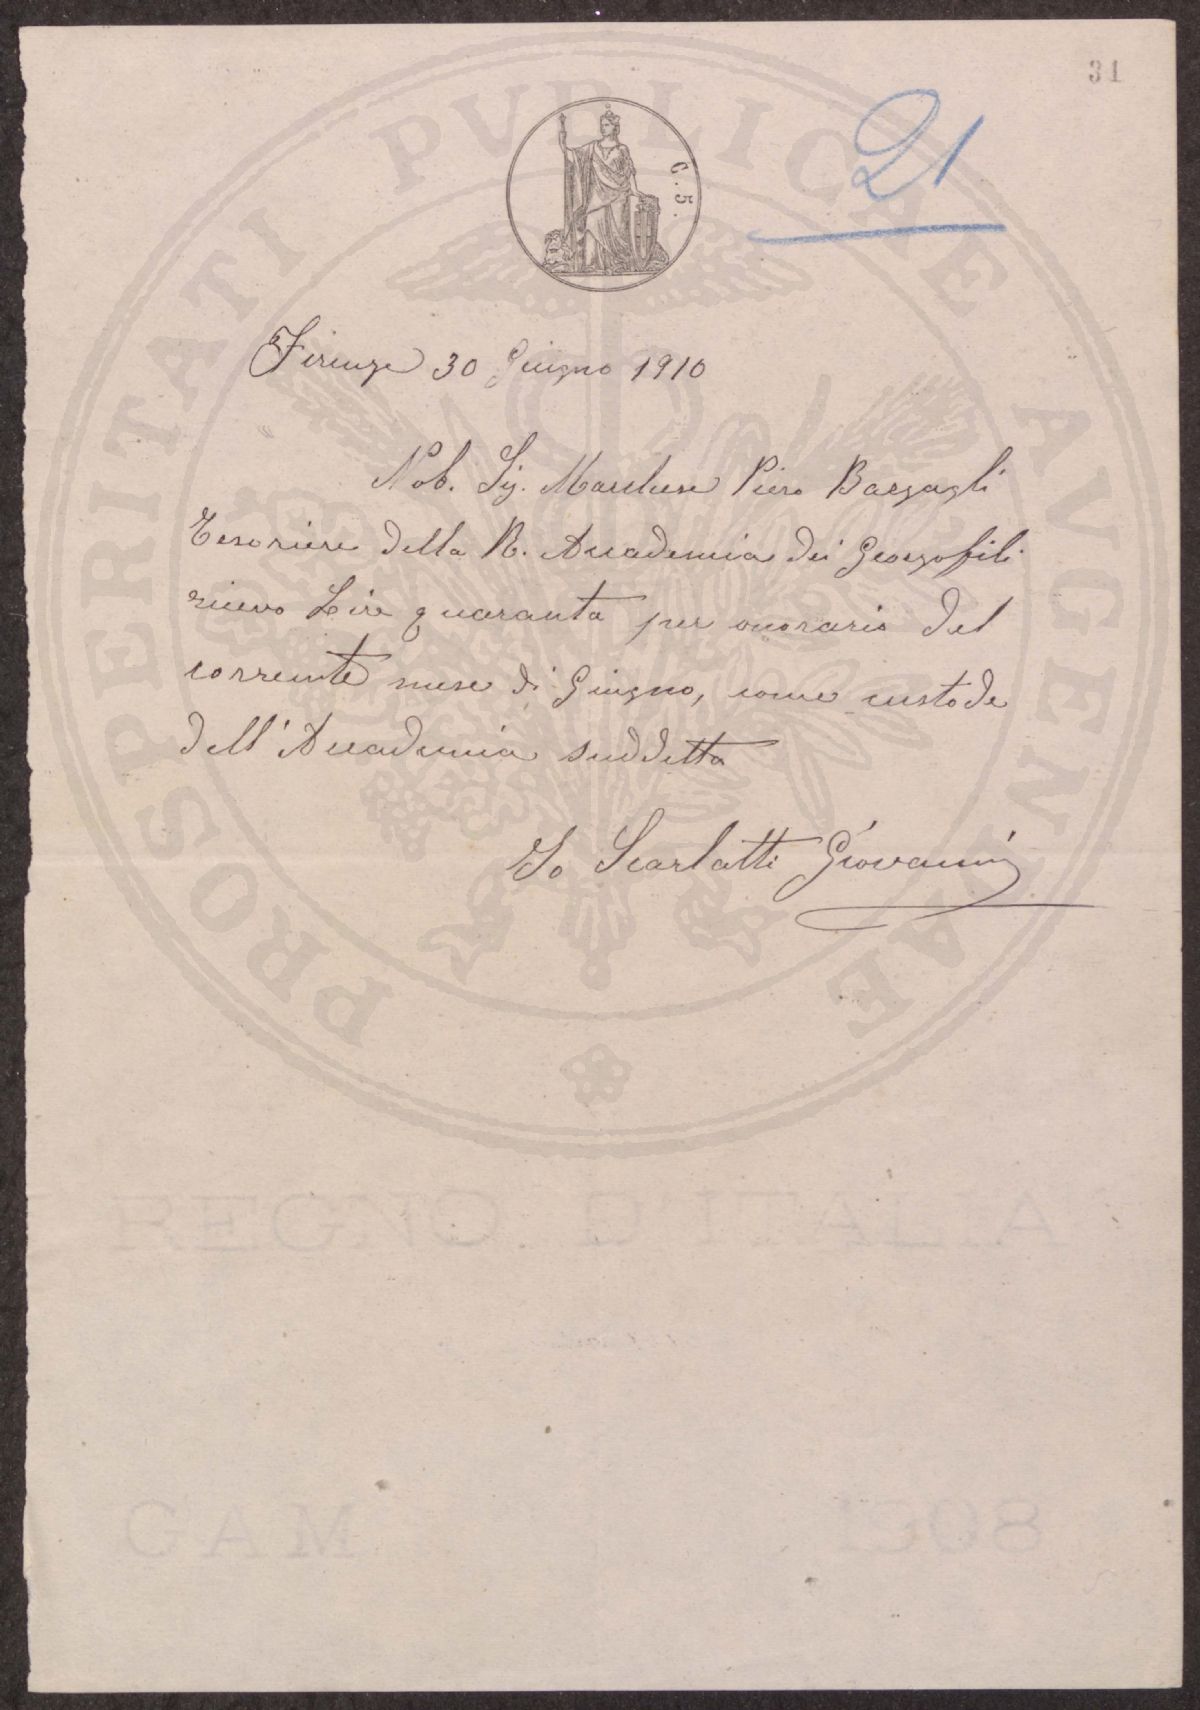 31
21
C. 5.
Firenze 30 Giugno 1910
Nob. Sig. Marchese Piero Bargagli
Tesoriere della R. Accademia dei Georgofili
ricevo Lire quaranta per onorario del
corrente mese di Giugno, come custode
dell'Accademia suddetta
Io Scarlatti Giovanni
PROSPERITATI PVBLICAE AVGENDAE
REGNO D'ITALIA
GAM
1908